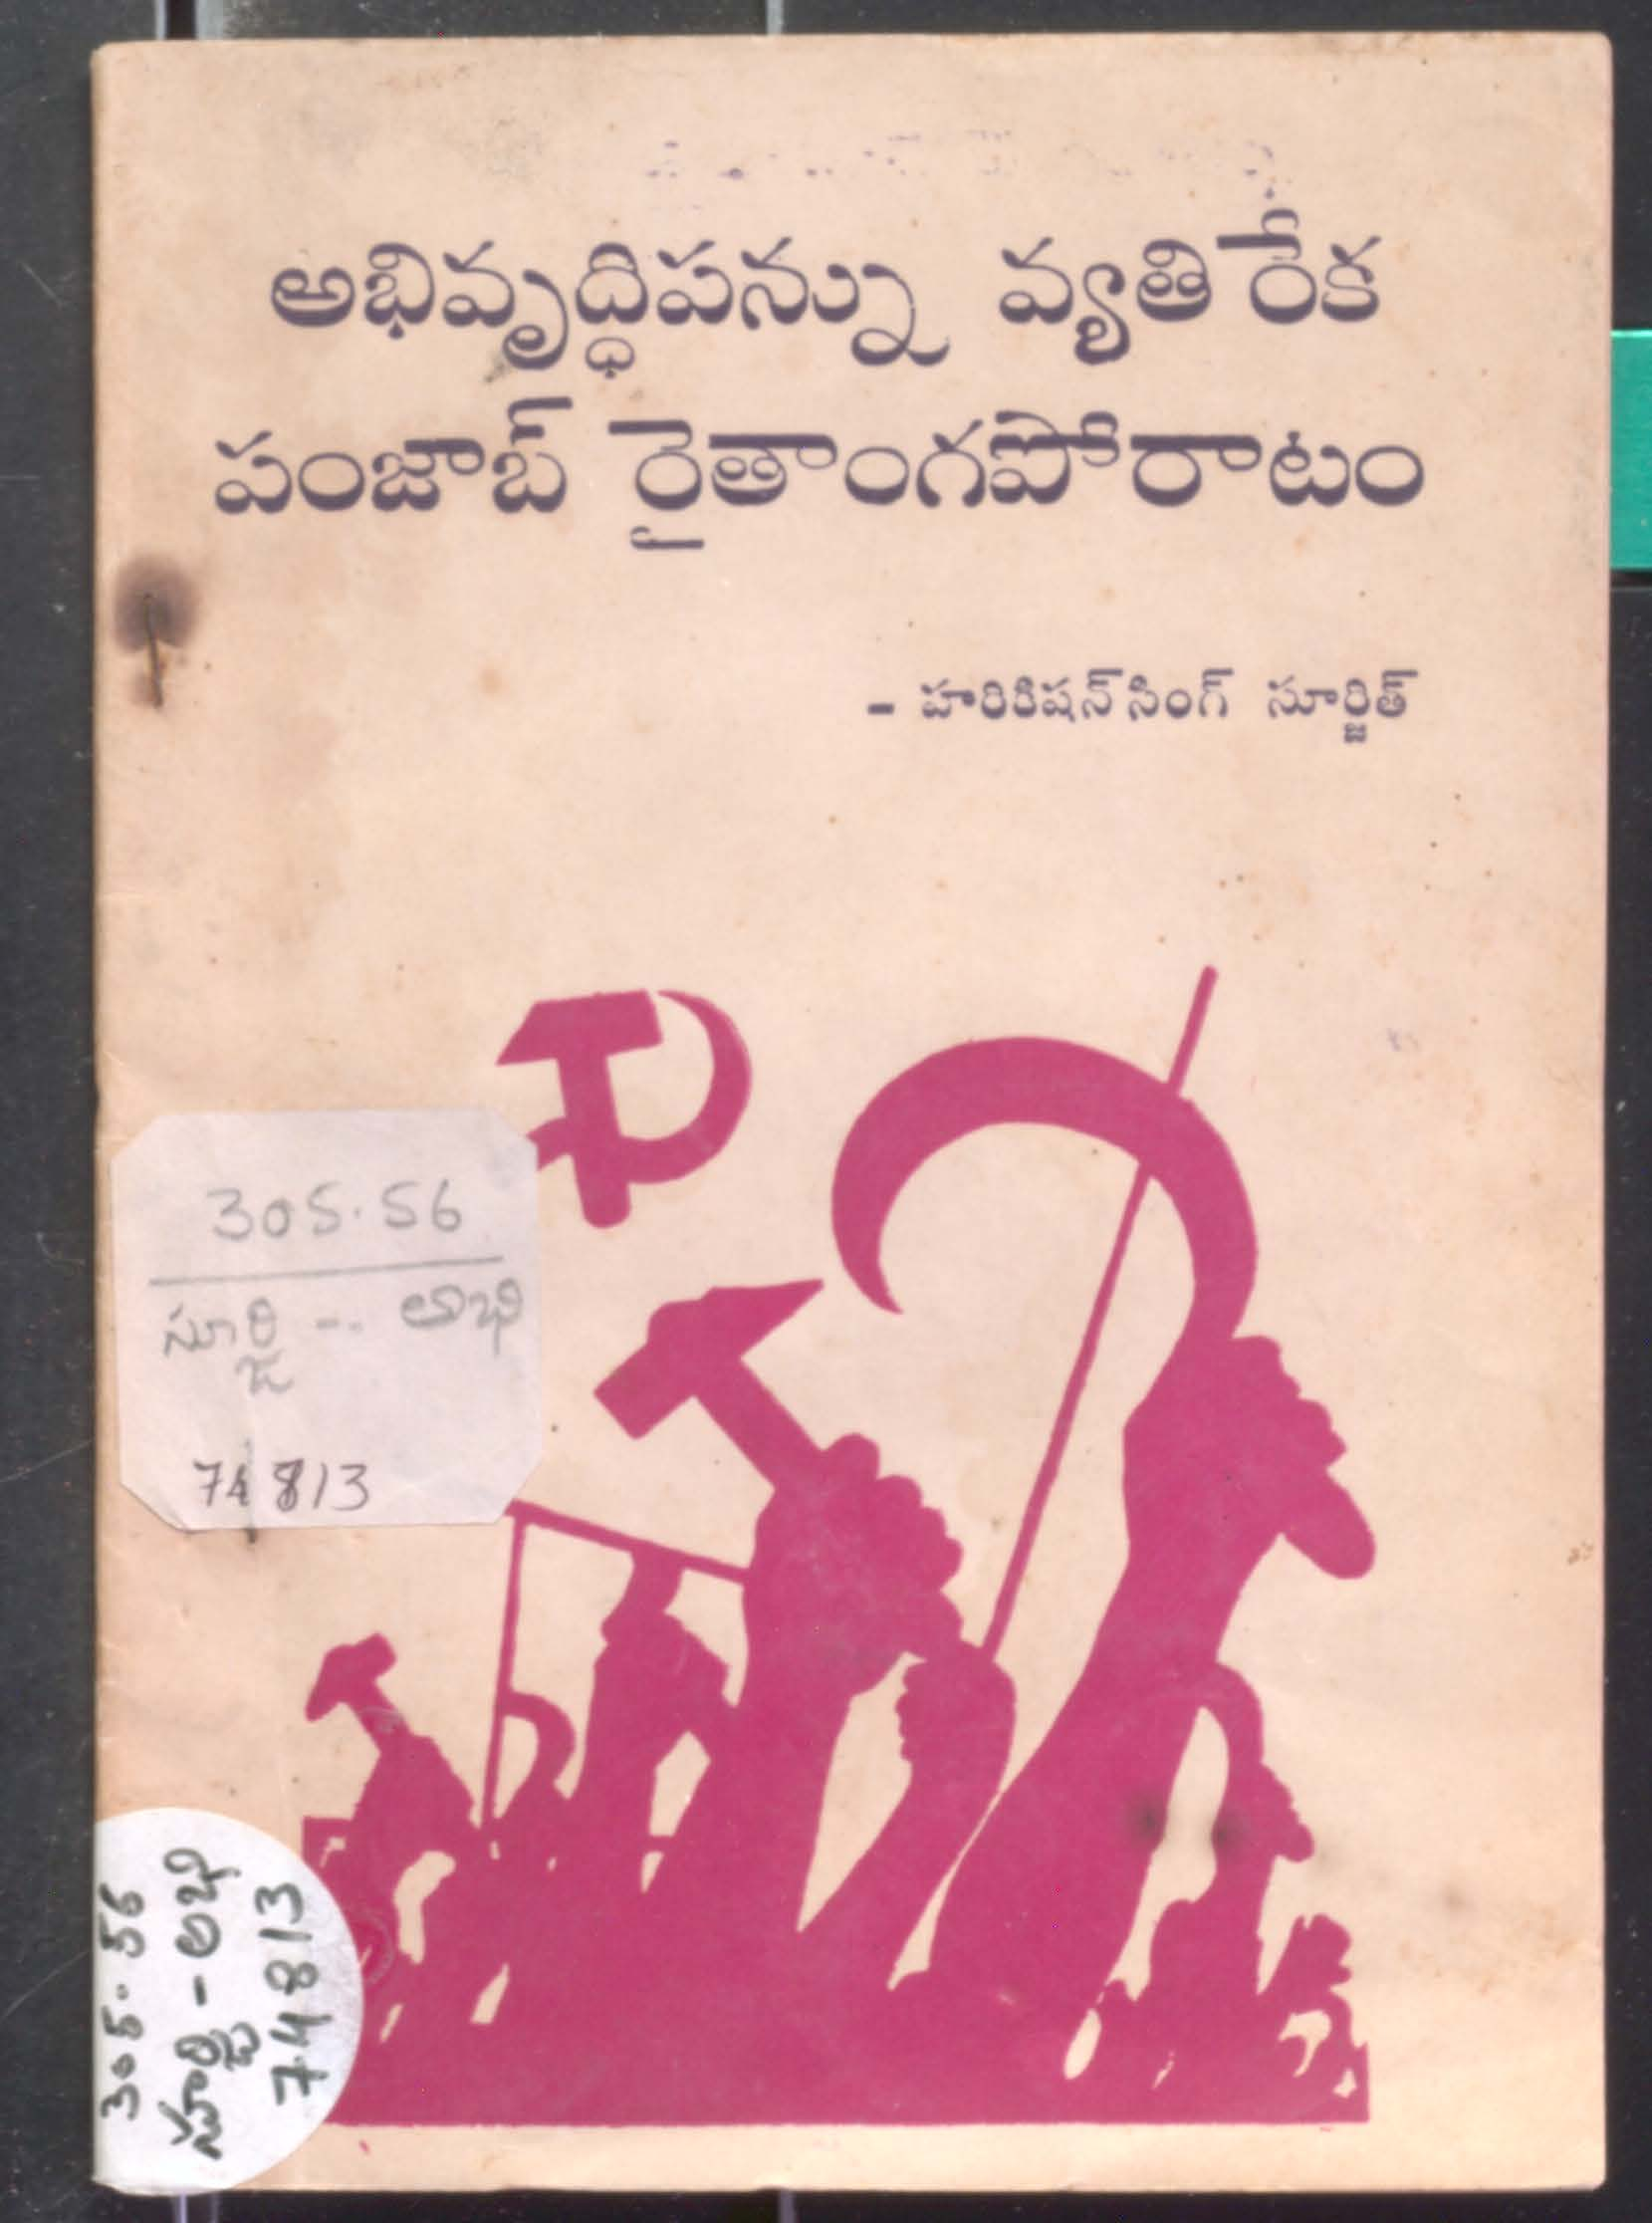 అభివృద్ధిపన్ను వ్యతిరేక
పంజాబ్ రైతాంగపోరాటం
- హరికిషన్‌సింగ్ సూర్జిత్
305.56
సూర్జి -.. అభి
74813
305.56
సూర్జి - అభి
74813